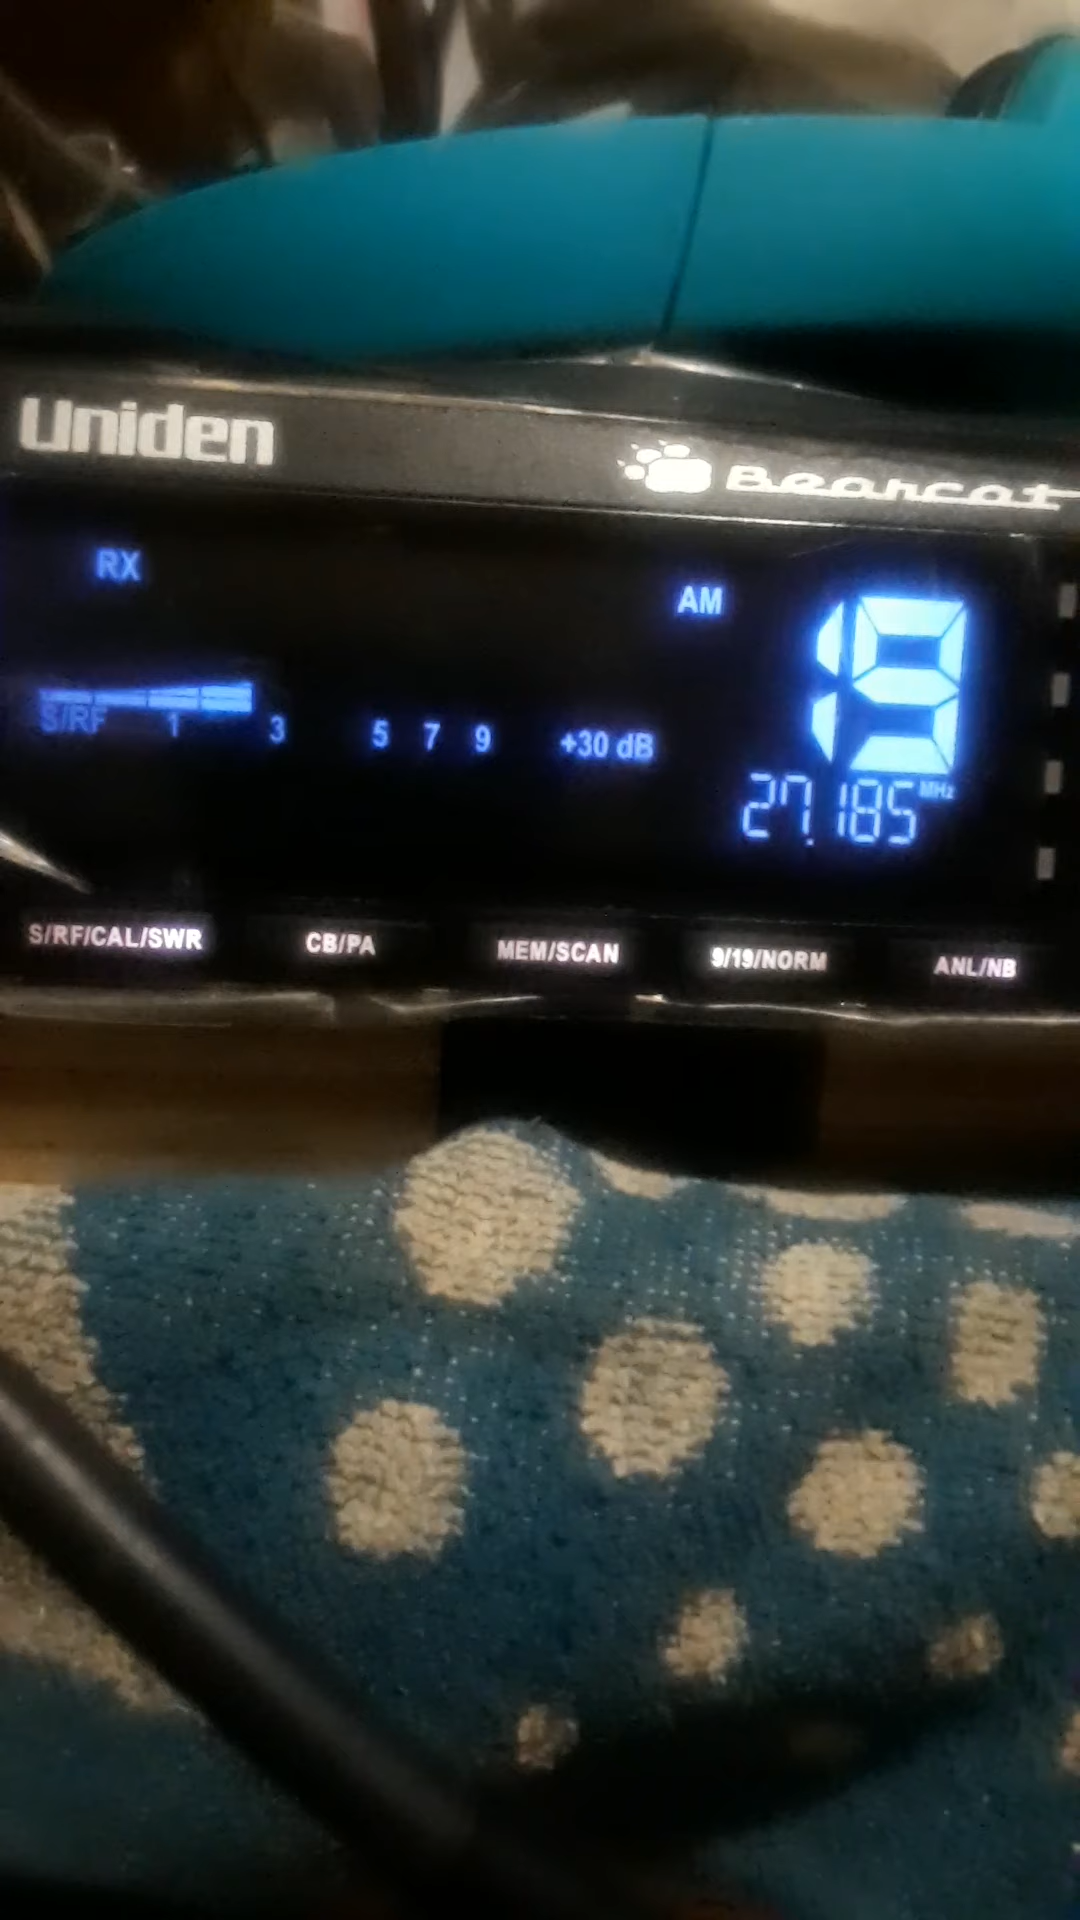 Uniden
Bearcat
RX
AM
19
S/RF 1 3 5 7 9 +30 dB
27.185 MHz
S/RF/CAL/SWR CB/PA MEM/SCAN 9/19/NORM ANL/NB